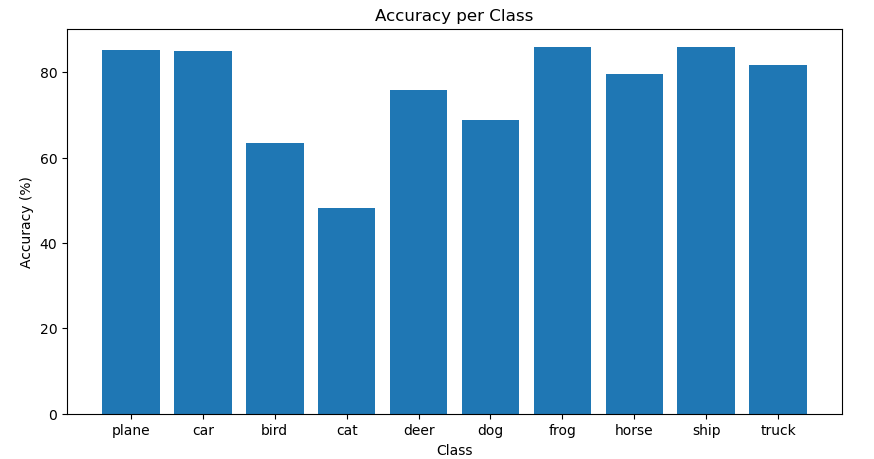 Accuracy per Class
Accuracy (%)
80
60
40
20
0
plane car bird cat deer dog frog horse ship truck
Class